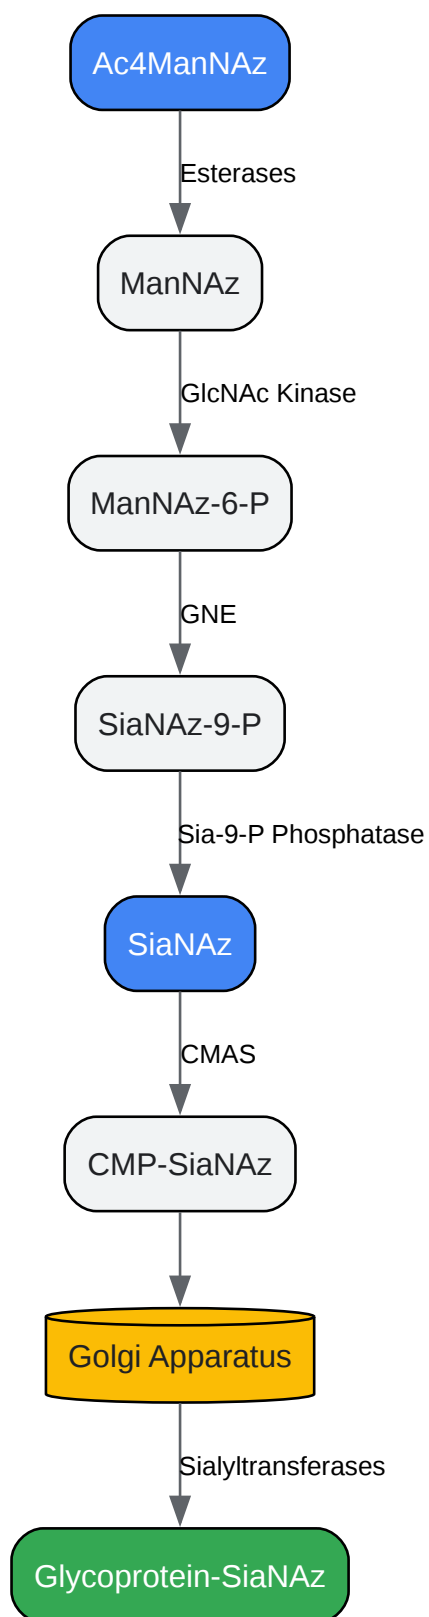 Ac4ManNAz
Esterases
ManNAz
GlcNAc Kinase
ManNAz-6-P
GNE
SiaNAz-9-P
Sia-9-P Phosphatase
SiaNAz
CMAS
CMP-SiaNAz
Golgi Apparatus
Sialyltransferases
Glycoprotein-SiaNAz